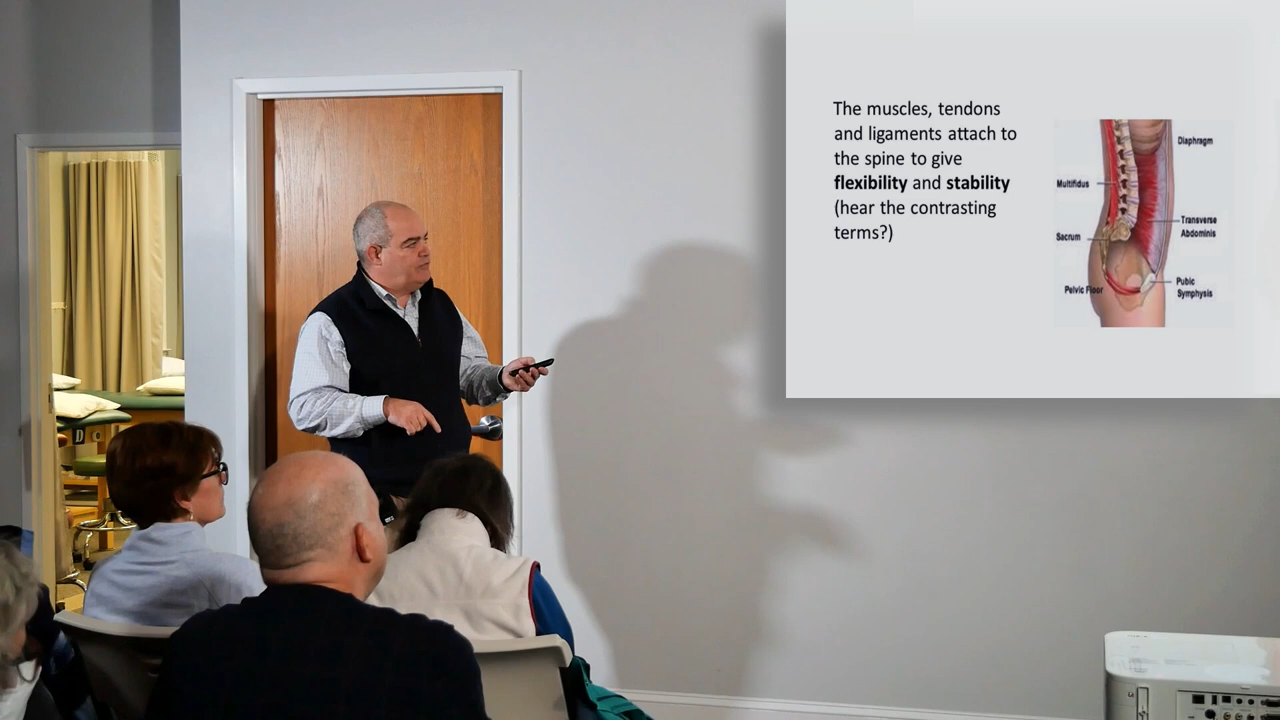 The muscles, tendons
and ligaments attach to
the spine to give
flexibility and stability
(hear the contrasting
terms?)
Diaphragm
Multifidus
Transverse
Abdominis
Sacrum
Pubic
Symphysis
Pelvic Floor
D